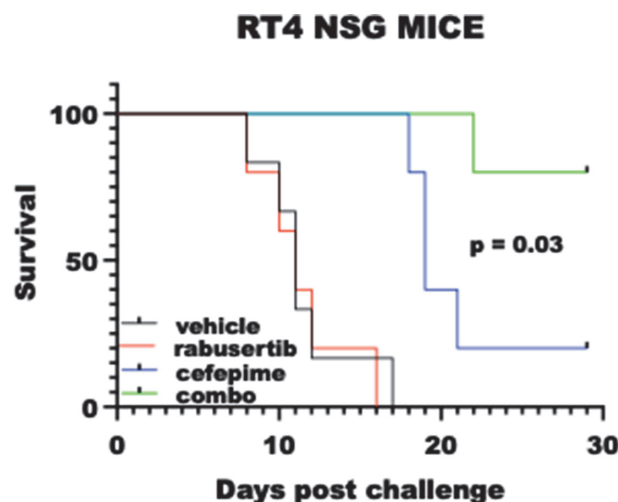 RT4 NSG MICE
100
50
0
Survival
p = 0.03
vehicle
rabusertib
cefepime
combo
0 10 20 30
Days post challenge